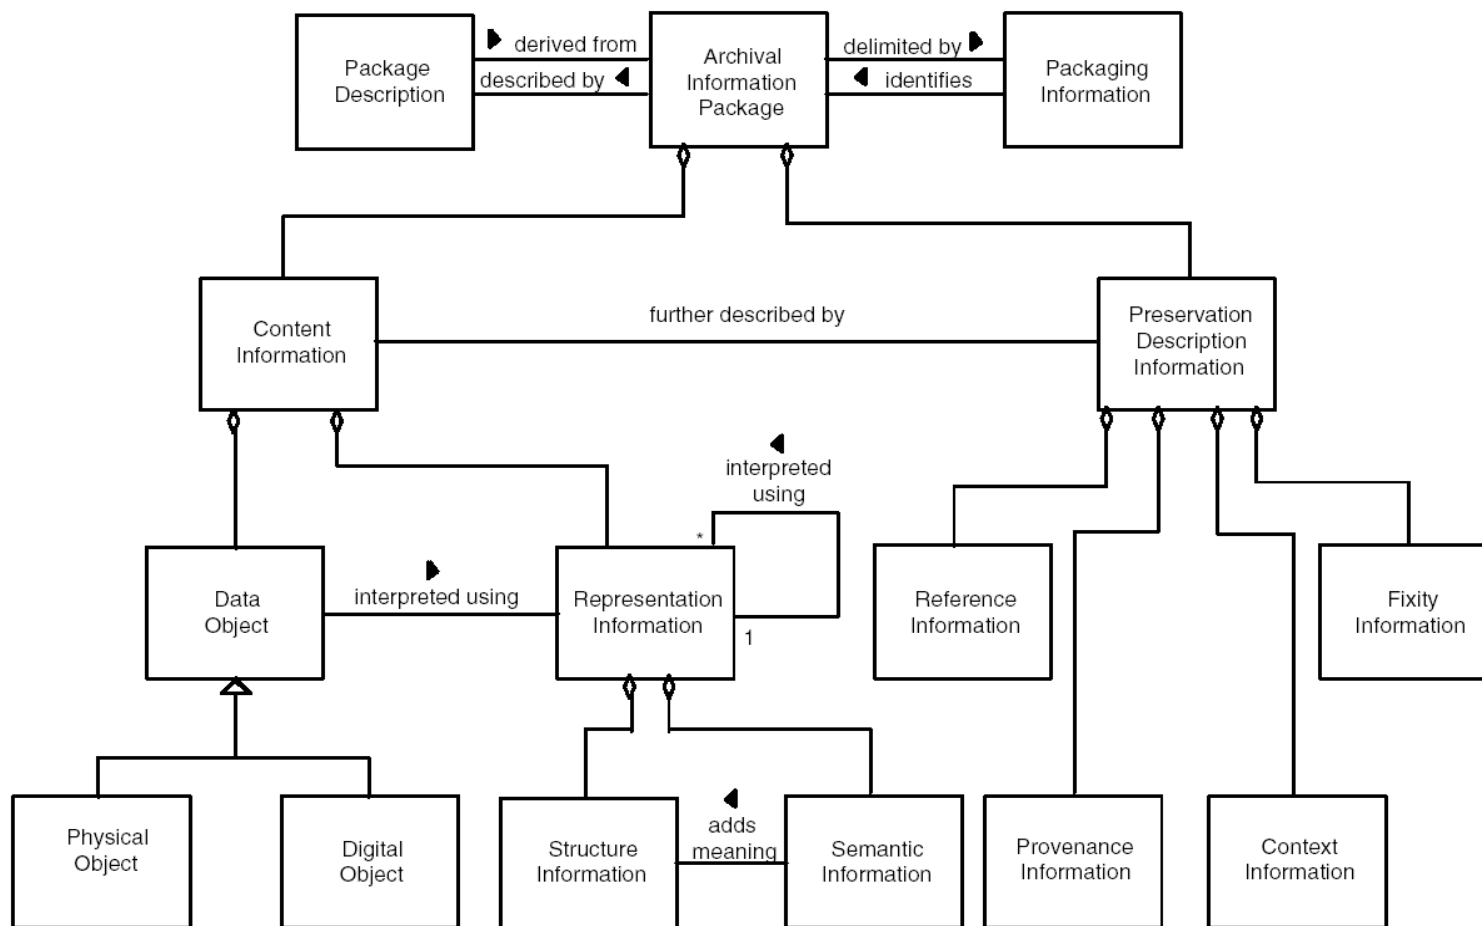 Package
Description
derived from
described by
Archival
Information
Package
delimited by
identifies
Packaging
Information
Content
Information
further described by
Preservation
Description
Information
interpreted
using
*
1
Data
Object
interpreted using
Representation
Information
Reference
Information
Fixity
Information
Physical
Object
Digital
Object
Structure
Information
adds
meaning
Semantic
Information
Provenance
Information
Context
Information